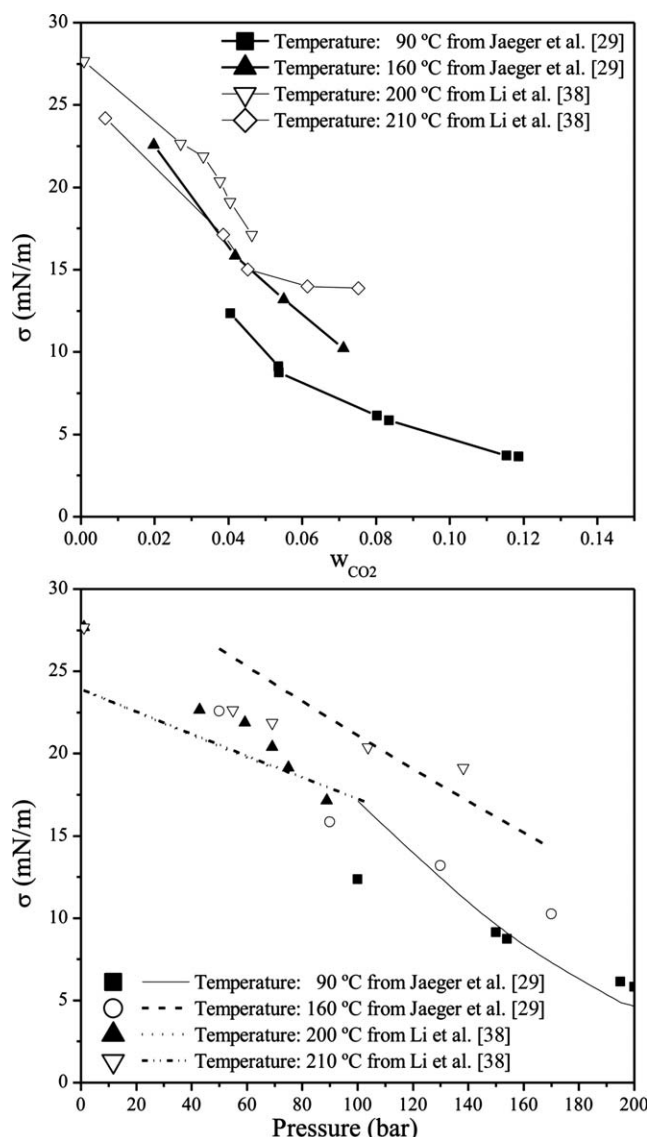 30
25
20
15
10
5
0
σ (mN/m)
Temperature: 90 ºC from Jaeger et al. [29]
Temperature: 160 ºC from Jaeger et al. [29]
Temperature: 200 ºC from Li et al. [38]
Temperature: 210 ºC from Li et al. [38]
0.00 0.02 0.04 0.06 0.08 0.10 0.12 0.14
wCO2
30
25
20
15
10
5
0
σ (mN/m)
Temperature: 90 ºC from Jaeger et al. [29]
Temperature: 160 ºC from Jaeger et al. [29]
Temperature: 200 ºC from Li et al. [38]
Temperature: 210 ºC from Li et al. [38]
0 20 40 60 80 100 120 140 160 180 200
Pressure (bar)